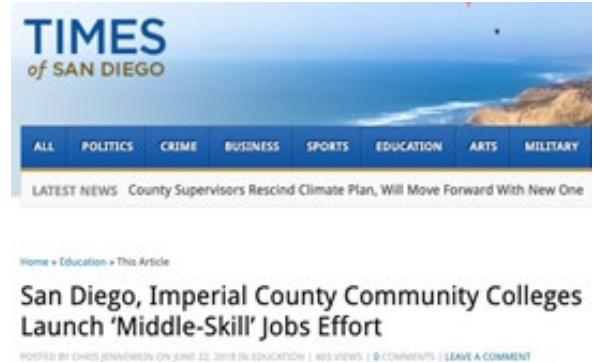 TIMES
of SAN DIEGO
ALL POLITICS CRIME BUSINESS SPORTS EDUCATION ARTS MILITARY
LATEST NEWS County Supervisors Rescind Climate Plan, Will Move Forward With New One
Home » Education » This Article
San Diego, Imperial County Community Colleges
Launch ‘Middle-Skill’ Jobs Effort
POSTED BY CHRIS JENNEWEIN ON JUNE 22, 2018 IN EDUCATION | 403 VIEWS | 0 COMMENTS | LEAVE A COMMENT